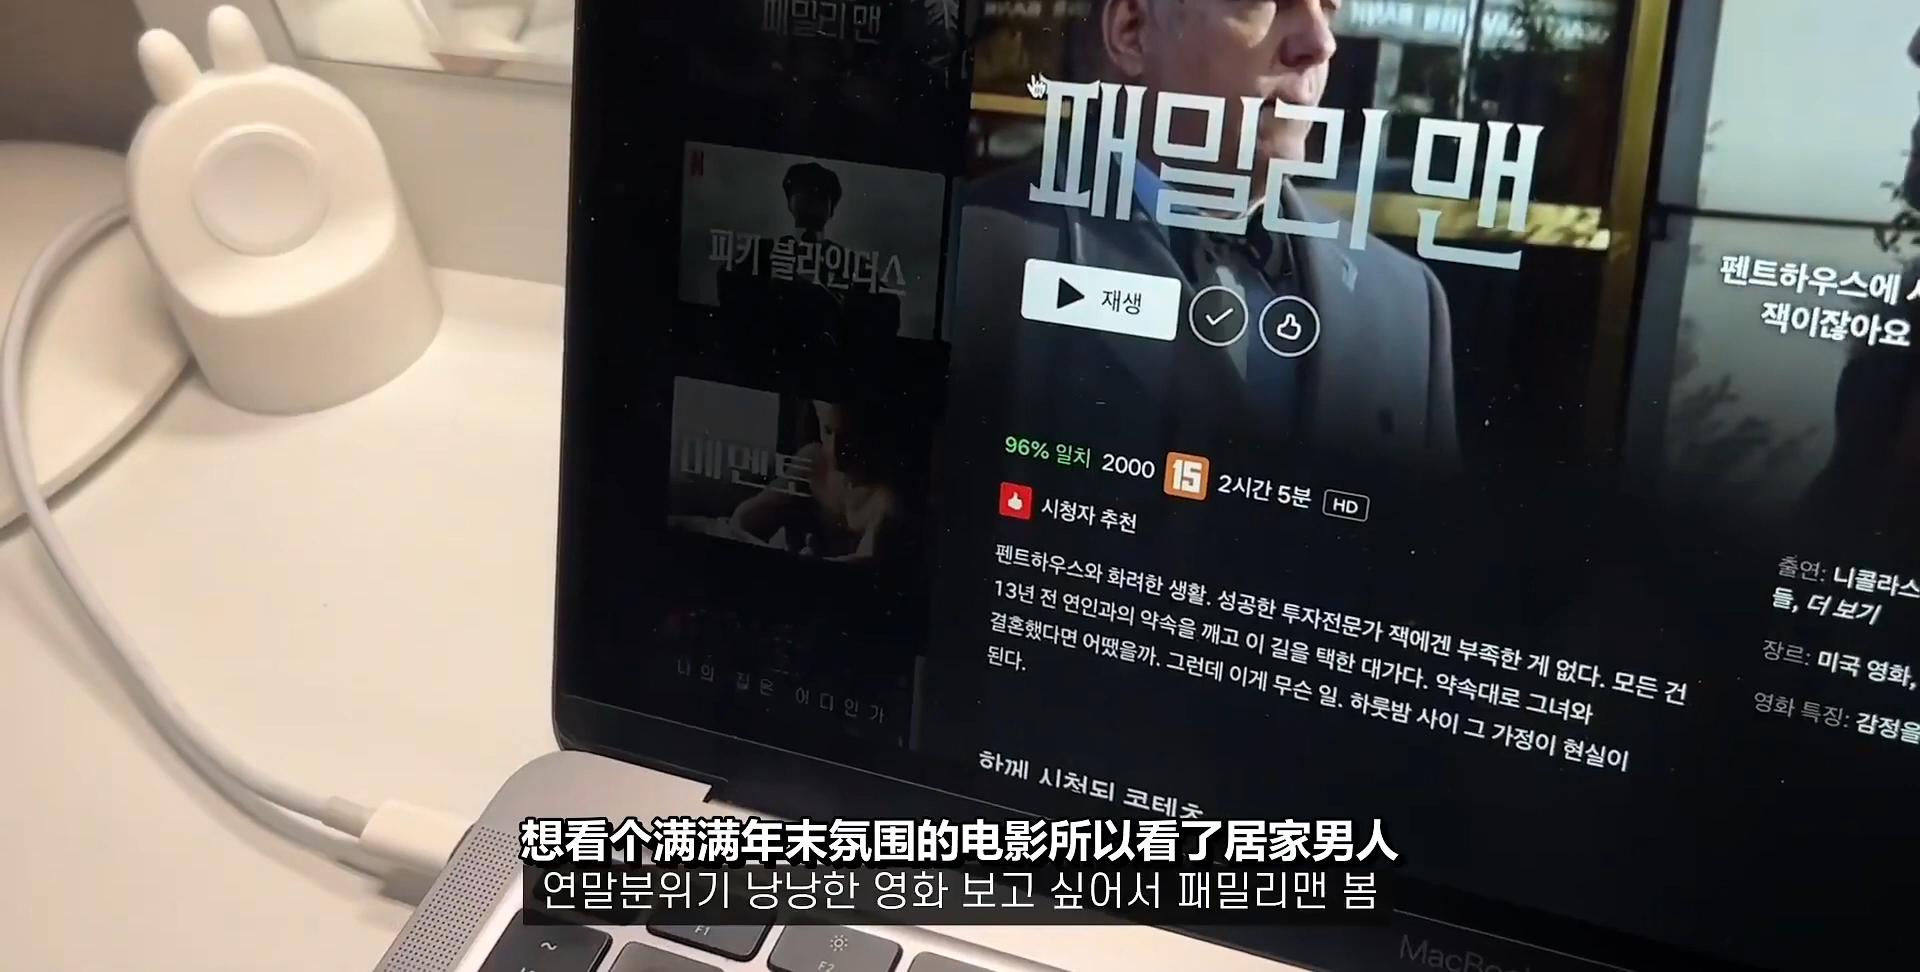 패밀리 맨
패밀리 맨
피키 블라인더스
메멘토
나의 집은 어디인가
재생
펜트하우스에
잭이잖아요
96% 일치 2000 15 2시간 5분 HD
시청자 추천
펜트하우스와 화려한 생활. 성공한 투자전문가 잭에겐 부족한 게 없다. 모든 건
13년 전 연인과의 약속을 깨고 이 길을 택한 대가다. 약속대로 그녀와
결혼했다면 어땠을까. 그런데 이게 무슨 일. 하룻밤 사이 그 가정이 현실이
된다.
출연: 니콜라스
들, 더 보기
장르: 미국 영화,
영화 특징: 감정을
함께 시청된 콘텐츠
想看个满满年末氛围的电影所以看了居家男人
연말분위기 낭낭한 영화 보고 싶어서 패밀리맨 봄
MacBook
~
F1
F2